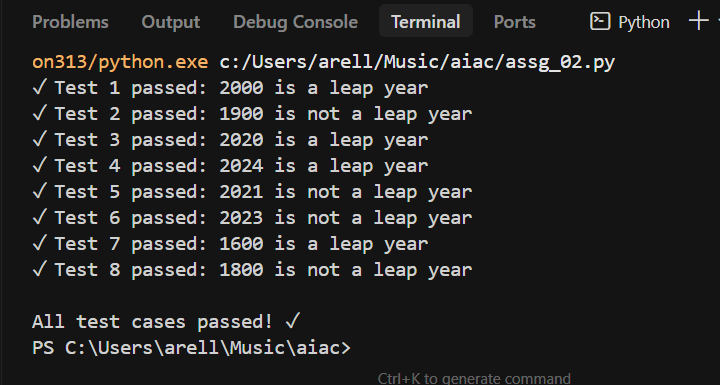 Problems Output Debug Console Terminal Ports Python
on313/python.exe c:/Users/arell/Music/aiac/assg_02.py
✓ Test 1 passed: 2000 is a leap year
✓ Test 2 passed: 1900 is not a leap year
✓ Test 3 passed: 2020 is a leap year
✓ Test 4 passed: 2024 is a leap year
✓ Test 5 passed: 2021 is not a leap year
✓ Test 6 passed: 2023 is not a leap year
✓ Test 7 passed: 1600 is a leap year
✓ Test 8 passed: 1800 is not a leap year
All test cases passed! ✓
PS C:\Users\arell\Music\aiac>
Ctrl+K to generate command